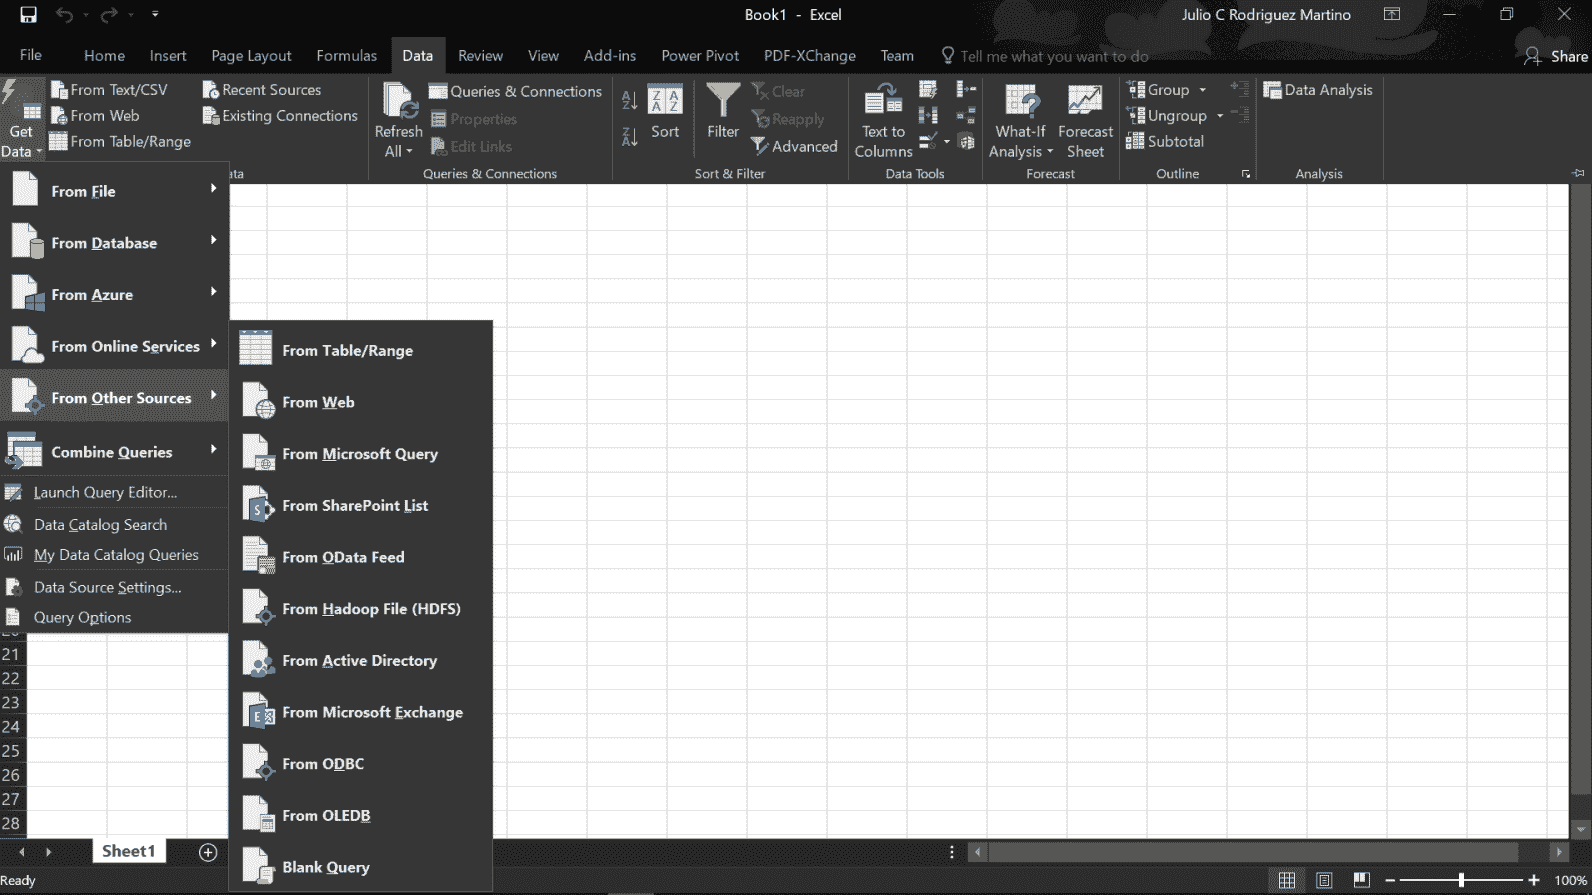 Book1 - Excel
Julio C Rodriguez Martino
File Home Insert Page Layout Formulas Data Review View Add-ins Power Pivot PDF-XChange Team Tell me what you want to do Share
Get Data
From Text/CSV
From Web
From Table/Range
Recent Sources
Existing Connections
Refresh All
Queries & Connections
Properties
Edit Links
Queries & Connections
Sort
Filter
Clear
Reapply
Advanced
Sort & Filter
Text to Columns
Data Tools
What-If Analysis
Forecast Sheet
Forecast
Group
Ungroup
Subtotal
Outline
Data Analysis
Analysis
From File
From Database
From Azure
From Online Services
From Other Sources
Combine Queries
Launch Query Editor...
Data Catalog Search
My Data Catalog Queries
Data Source Settings...
Query Options
From Table/Range
From Web
From Microsoft Query
From SharePoint List
From OData Feed
From Hadoop File (HDFS)
From Active Directory
From Microsoft Exchange
From ODBC
From OLEDB
Blank Query
21
22
23
24
25
26
27
28
Sheet1
Ready
100%